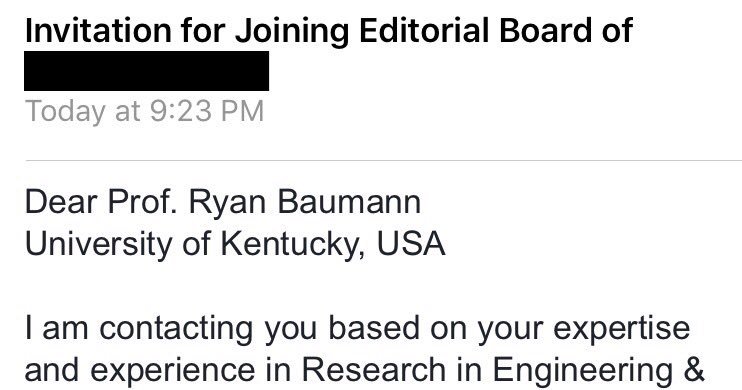 Invitation for Joining Editorial Board of
Today at 9:23 PM
Dear Prof. Ryan Baumann
University of Kentucky, USA
I am contacting you based on your expertise
and experience in Research in Engineering &